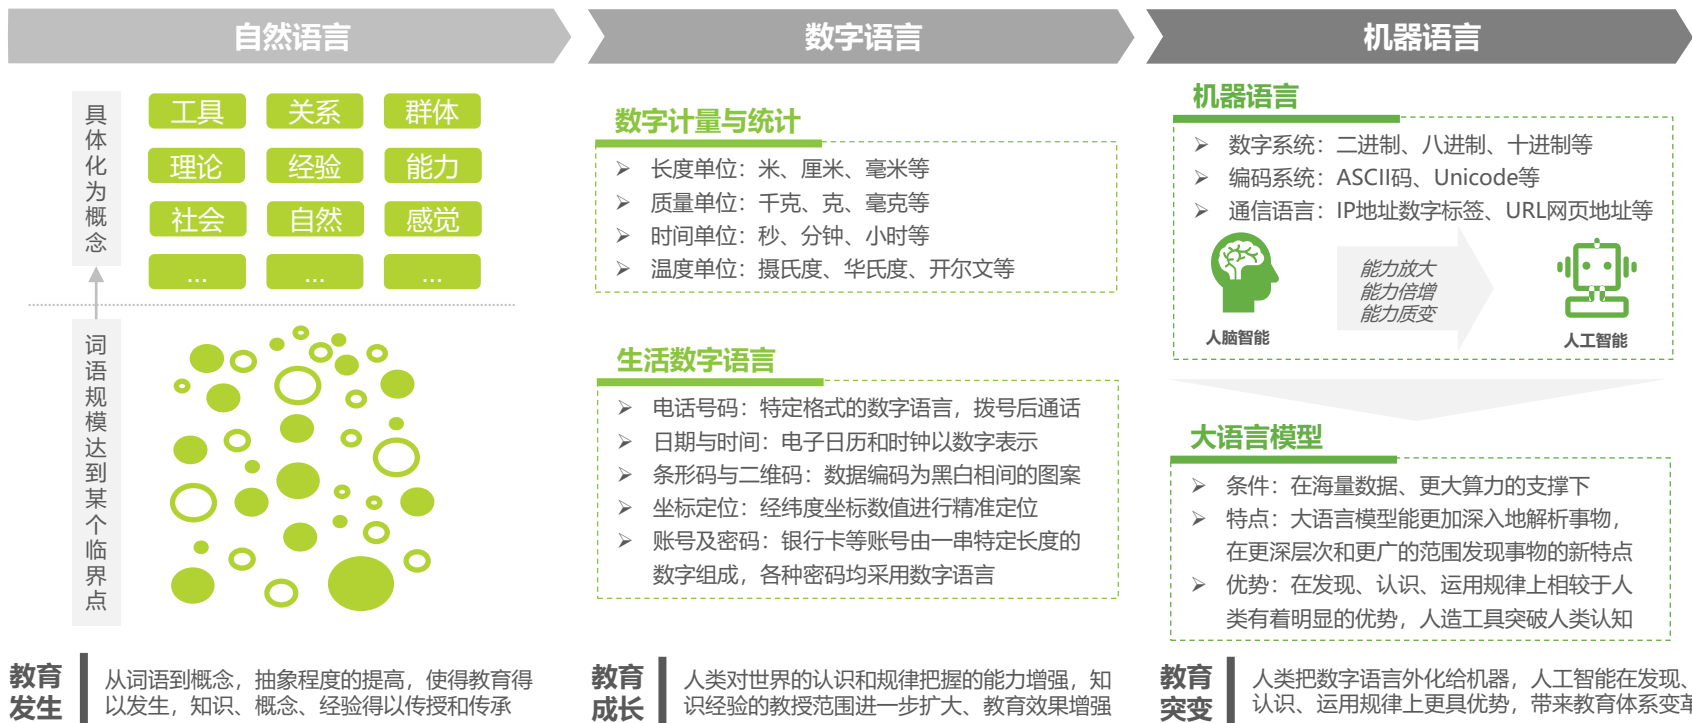 自然语言
具体化为概念
工具 关系 群体
理论 经验 能力
社会 自然 感觉
... ... ...
词语规模达到某个临界点
教育
发生
从词语到概念，抽象程度的提高，使得教育得
以发生，知识、概念、经验得以传授和传承
数字语言
数字计量与统计
➢ 长度单位：米、厘米、毫米等
➢ 质量单位：千克、克、毫克等
➢ 时间单位：秒、分钟、小时等
➢ 温度单位：摄氏度、华氏度、开尔文等
生活数字语言
➢ 电话号码：特定格式的数字语言，拨号后通话
➢ 日期与时间：电子日历和时钟以数字表示
➢ 条形码与二维码：数据编码为黑白相间的图案
➢ 坐标定位：经纬度坐标数值进行精准定位
➢ 账号及密码：银行卡等账号由一串特定长度的
数字组成，各种密码均采用数字语言
教育
成长
人类对世界的认识和规律把握的能力增强，知
识经验的教授范围进一步扩大、教育效果增强
机器语言
机器语言
➢ 数字系统：二进制、八进制、十进制等
➢ 编码系统：ASCII码、Unicode等
➢ 通信语言：IP地址数字标签、URL网页地址等
能力放大
能力倍增
能力质变
人脑智能
人工智能
大语言模型
➢ 条件：在海量数据、更大算力的支撑下
➢ 特点：大语言模型能更加深入地解析事物，
在更深层次和更广的范围发现事物的新特点
➢ 优势：在发现、认识、运用规律上相较于人
类有着明显的优势，人造工具突破人类认知
教育
突变
人类把数字语言外化给机器，人工智能在发现、
认识、运用规律上更具优势，带来教育体系变革